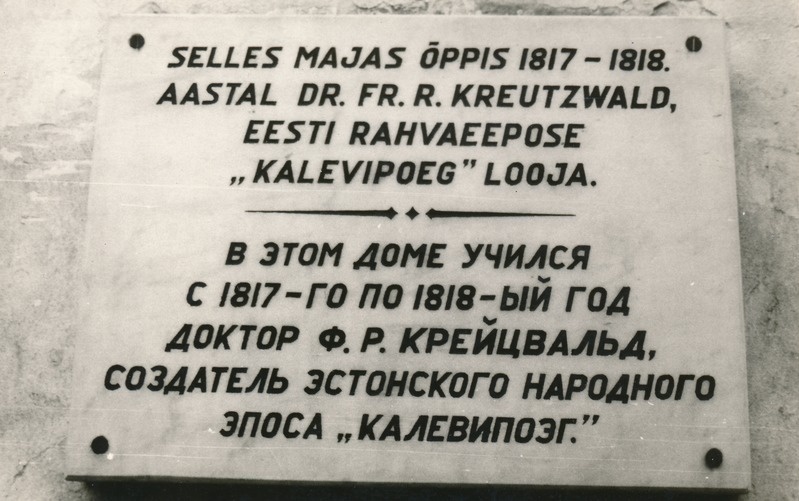 SELLES MAJAS ÕPPIS 1817 – 1818.
AASTAL DR. FR. R. KREUTZWALD,
EESTI RAHVAEEPOSE
„KALEVIPOEG” LOOJA.
В ЭТОМ ДОМЕ УЧИЛСЯ
С 1817-ГО ПО 1818-ЫЙ ГОД
ДОКТОР Ф. Р. КРЕЙЦВАЛЬД,
СОЗДАТЕЛЬ ЭСТОНСКОГО НАРОДНОГО
ЭПОСА „КАЛЕВИПОЭГ.”